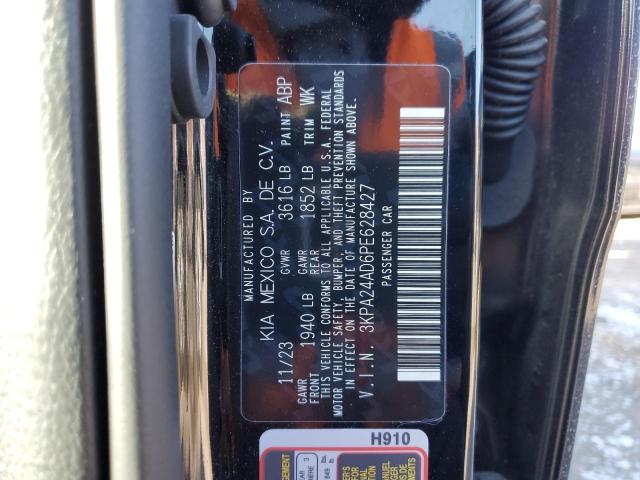 MANUFACTURED BY
KIA MEXICO S.A. DE C.V.
11/23 GVWR 3616 LB PAINT ABP
GAWR FRONT 1940 LB GAWR REAR 1852 LB TRIM WK
THIS VEHICLE CONFORMS TO ALL APPLICABLE U.S.A. FEDERAL
MOTOR VEHICLE SAFETY, BUMPER, AND THEFT PREVENTION STANDARDS
IN EFFECT ON THE DATE OF MANUFACTURE SHOWN ABOVE.
V.I.N. 3KPA24AD6PE628427
PASSENGER CAR
H910